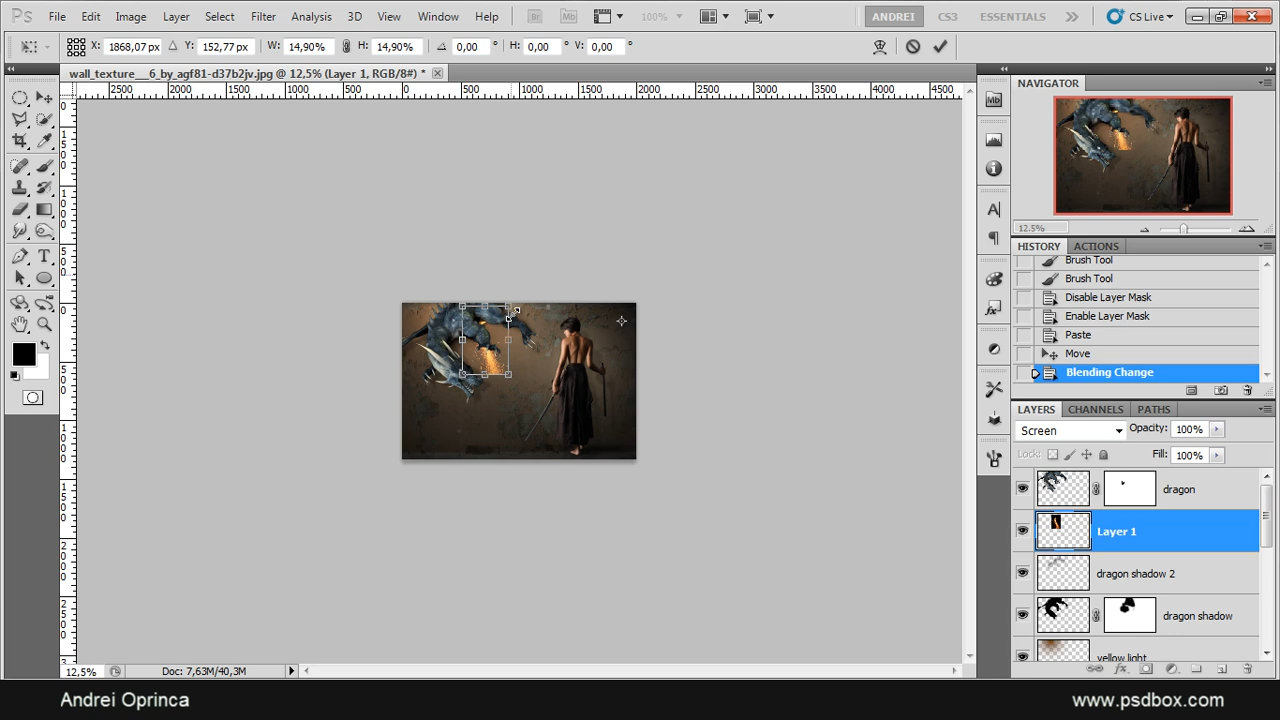 Ps File Edit Image Layer Select Filter Analysis 3D View Window Help Br Mb 100% ANDREI CS3 ESSENTIALS CS Live
X: 1868,07 px Y: 152,77 px W: 14,90% H: 14,90% 0,00 ° H: 0,00 ° V: 0,00 °
wall_texture__6_by_agf81-d37b2jv.jpg @ 12,5% (Layer 1, RGB/8#) *
2500 2000 1500 1000 500 0 500 1000 1500 2000 2500 3000 3500 4000 4500
NAVIGATOR
12.5%
HISTORY ACTIONS
Brush Tool
Brush Tool
Disable Layer Mask
Enable Layer Mask
Paste
Move
Blending Change
LAYERS CHANNELS PATHS
Screen Opacity: 100%
Lock: Fill: 100%
dragon
Layer 1
dragon shadow 2
dragon shadow
yellow light
12,5% Doc: 7,63M/40,3M
Andrei Oprinca www.psdbox.com